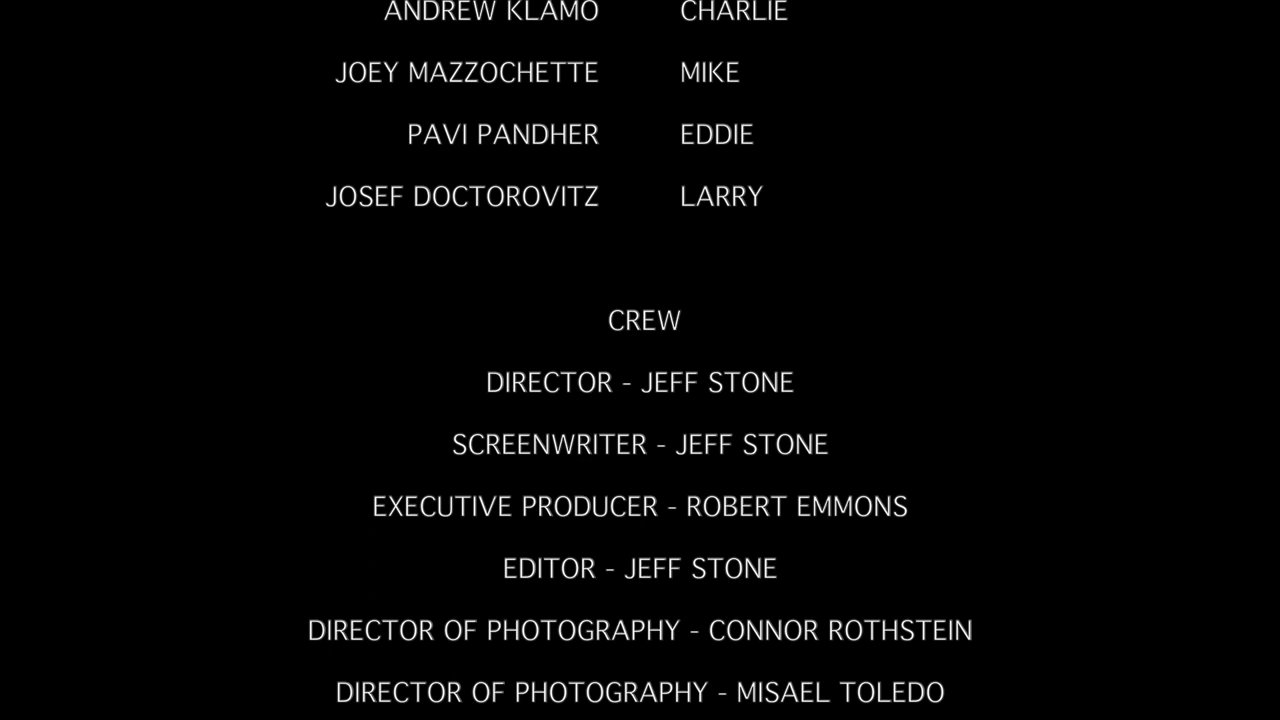 ANDREW KLAMO CHARLIE
JOEY MAZZOCHETTE MIKE
PAVI PANDHER EDDIE
JOSEF DOCTOROVITZ LARRY
CREW
DIRECTOR - JEFF STONE
SCREENWRITER - JEFF STONE
EXECUTIVE PRODUCER - ROBERT EMMONS
EDITOR - JEFF STONE
DIRECTOR OF PHOTOGRAPHY - CONNOR ROTHSTEIN
DIRECTOR OF PHOTOGRAPHY - MISAEL TOLEDO